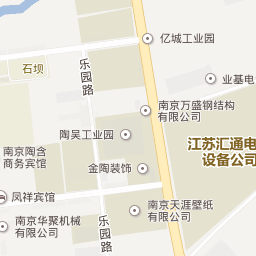 亿城工业园
石坝
乐园路
业基电
南京万盛钢结构
有限公司
陶吴工业园
江苏汇通电
设备公司
南京陶含
商务宾馆
金陶装饰
凤祥宾馆
南京天涯壁纸
有限公司
南京华聚机械
有限公司
乐园路